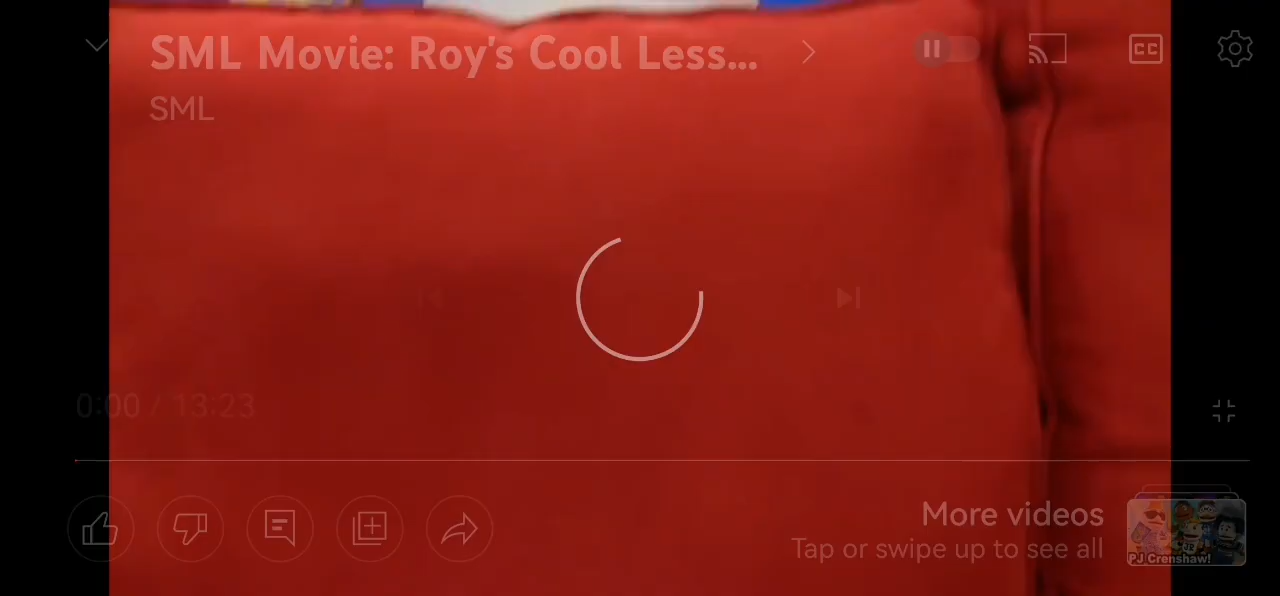 SML Movie: Roy's Cool Less...
SML
CC
0:00 / 13:23
More videos
Tap or swipe up to see all
PJ Crenshaw!